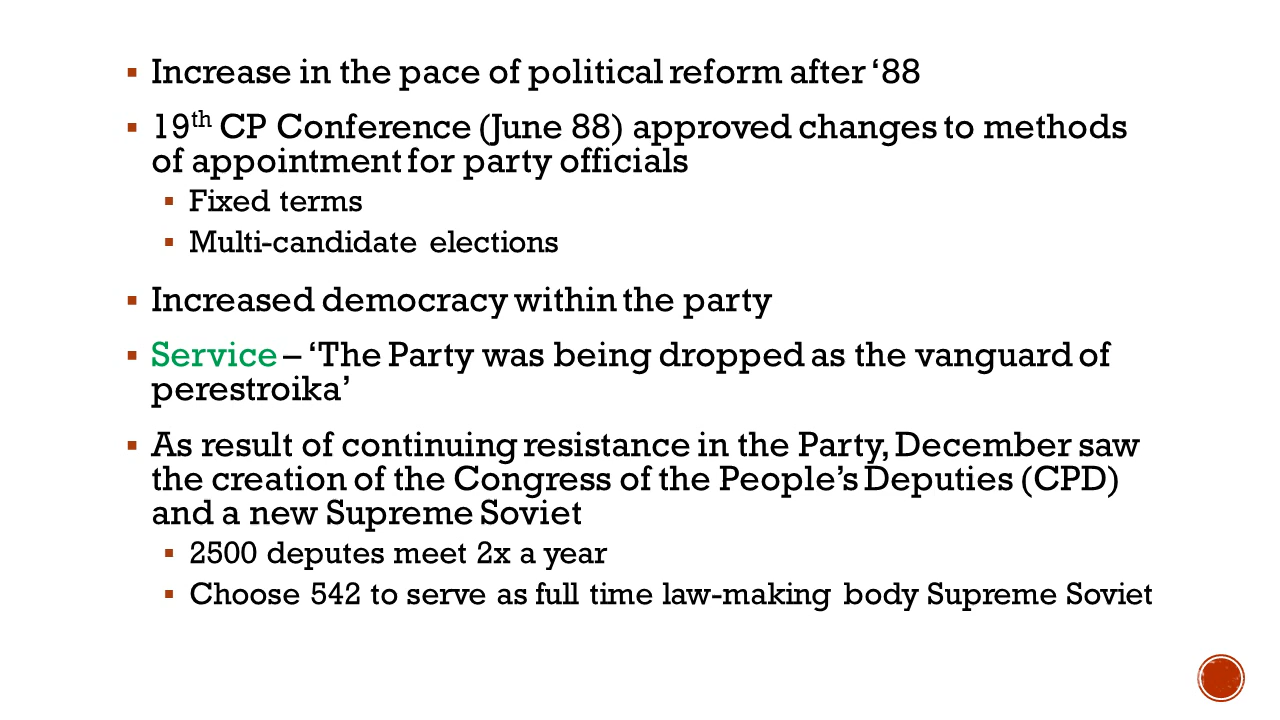 ▪ Increase in the pace of political reform after ‘88
▪ 19th CP Conference (June 88) approved changes to methods
of appointment for party officials
▪ Fixed terms
▪ Multi-candidate elections
▪ Increased democracy within the party
▪ Service – ‘The Party was being dropped as the vanguard of
perestroika’
▪ As result of continuing resistance in the Party, December saw
the creation of the Congress of the People’s Deputies (CPD)
and a new Supreme Soviet
▪ 2500 deputes meet 2x a year
▪ Choose 542 to serve as full time law-making body Supreme Soviet